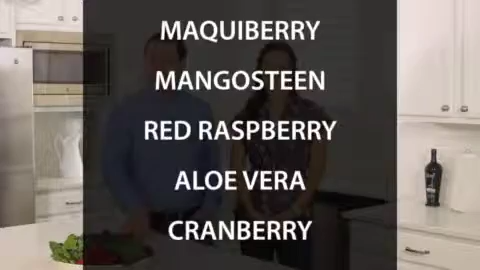 MAQUIBERRY
MANGOSTEEN
RED RASPBERRY
ALOE VERA
CRANBERRY